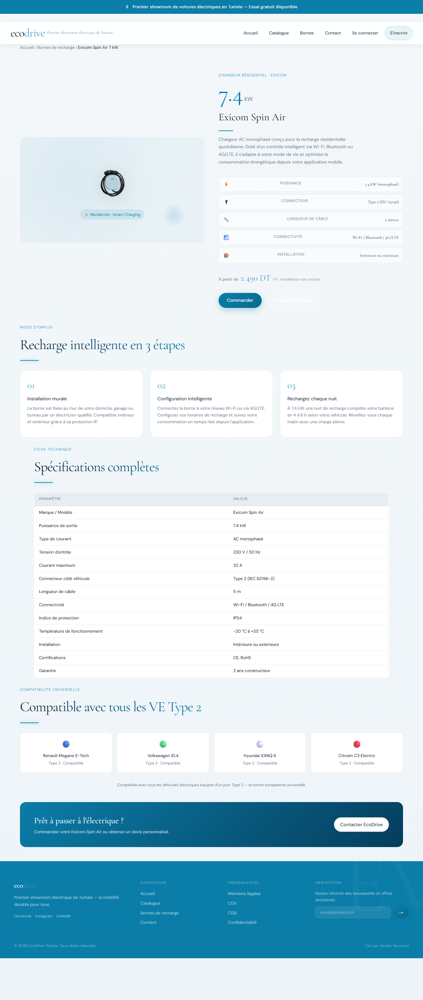 Premier showroom de voitures électriques en Tunisie — Essai gratuit disponible
ecodrive Premier showroom électrique de Tunisie
Accueil Catalogue Bornes Contact Se connecter S'inscrire
Accueil › Bornes de recharge › Exicom Spin Air 7 kW
CHARGEUR RÉSIDENTIEL · EXICOM
7.4 kW
Exicom Spin Air
Chargeur AC monophasé conçu pour la recharge résidentielle
quotidienne. Doté d'un contrôle intelligent via Wi-Fi, Bluetooth ou
4G/LTE, il s'adapte à votre mode de vie et optimise la
consommation énergétique depuis votre application mobile.
Résidentiel · Smart Charging
PUISSANCE 7.4 kW (monophasé)
CONNECTEUR Type 2 (IEC 62196)
LONGUEUR DE CÂBLE 5 mètres
CONNECTIVITÉ Wi-Fi / Bluetooth / 4G/LTE
INSTALLATION Intérieure ou extérieure
À partir de 2 490 DT HT · Installation non incluse
Commander Demander un devis
MODE D'EMPLOI
Recharge intelligente en 3 étapes
01
Installation murale
La borne est fixée au mur de votre domicile, garage ou
bureau par un électricien qualifié. Compatible intérieur
et extérieur grâce à sa protection IP.
02
Configuration intelligente
Connectez la borne à votre réseau Wi-Fi ou via 4G/LTE.
Configurez vos horaires de recharge et suivez votre
consommation en temps réel depuis l'application.
03
Rechargez chaque nuit
À 7.4 kW, une nuit de recharge complète votre batterie
en 4 à 6 h selon votre véhicule. Réveillez-vous chaque
matin avec une charge pleine.
FICHE TECHNIQUE
Spécifications complètes
PARAMÈTRE VALEUR
Marque / Modèle Exicom Spin Air
Puissance de sortie 7.4 kW
Type de courant AC monophasé
Tension d'entrée 230 V / 50 Hz
Courant maximum 32 A
Connecteur côté véhicule Type 2 (IEC 62196-2)
Longueur de câble 5 m
Connectivité Wi-Fi / Bluetooth / 4G LTE
Indice de protection IP54
Température de fonctionnement -20 °C à +55 °C
Installation Intérieure ou extérieure
Certifications CE, RoHS
Garantie 2 ans constructeur
COMPATIBILITÉ UNIVERSELLE
Compatible avec tous les VE Type 2
Renault Megane E-Tech
Type 2 · Compatible
Volkswagen ID.4
Type 2 · Compatible
Hyundai IONIQ 6
Type 2 · Compatible
Citroën C3 Electric
Type 2 · Compatible
Compatible avec tous les véhicules électriques équipés d'un port Type 2 — la norme européenne universelle.
Prêt à passer à l'électrique ?
Commandez votre Exicom Spin Air ou obtenez un devis personnalisé.
Contacter EcoDrive
EV
ecodrive
Premier showroom électrique de Tunisie — la mobilité
durable pour tous.
Facebook Instagram LinkedIn
NAVIGATION
Accueil
Catalogue
Bornes de recharge
Contact
INFORMATIONS
Mentions légales
CGV
CGU
Confidentialité
NEWSLETTER
Restez informé des nouveautés et offres
exclusives.
votre@email.com →
© 2026 EcoDrive Tunisie. Tous droits réservés.
Fait par Hayder Baccouri